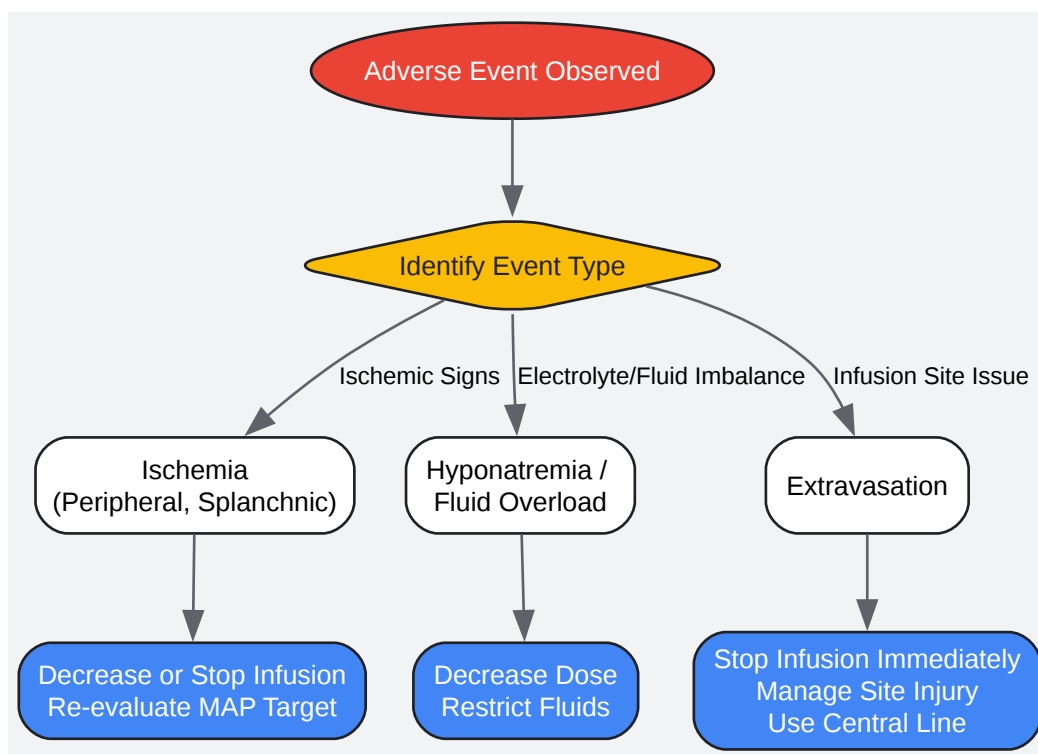 Adverse Event Observed
Identify Event Type
Ischemic Signs
Electrolyte/Fluid Imbalance
Infusion Site Issue
Ischemia
(Peripheral, Splanchnic)
Hyponatremia /
Fluid Overload
Extravasation
Decrease or Stop Infusion
Re-evaluate MAP Target
Decrease Dose
Restrict Fluids
Stop Infusion Immediately
Manage Site Injury
Use Central Line